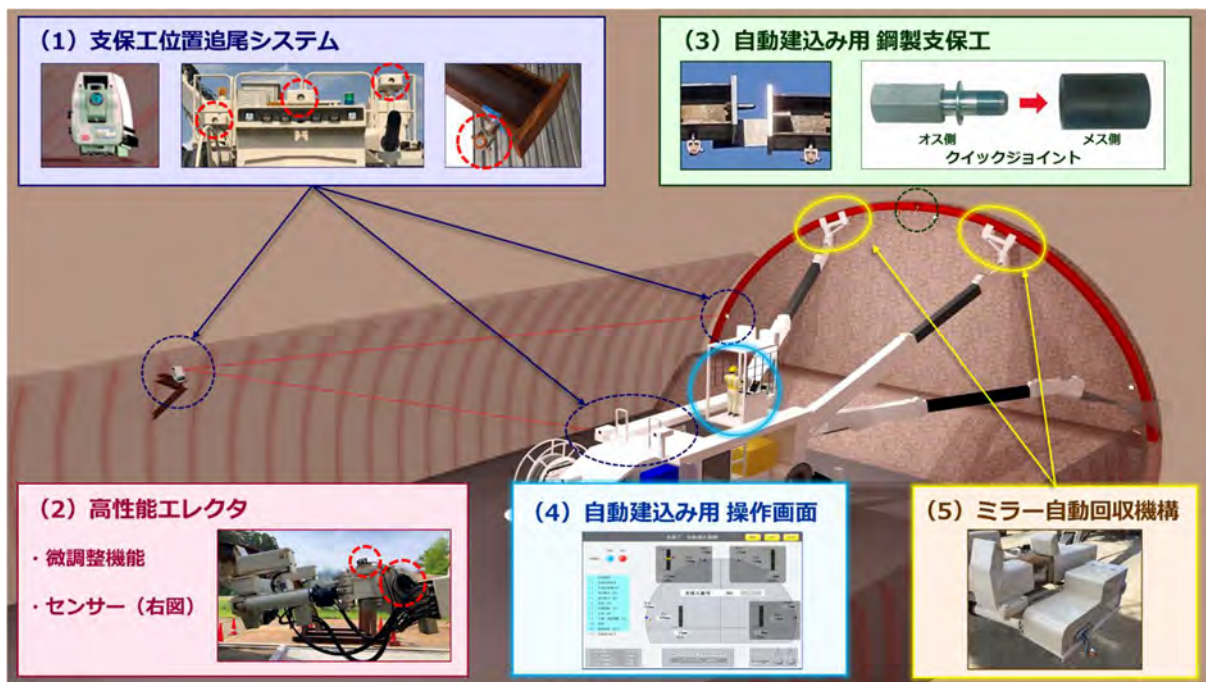 (1)支保工位置追尾システム
(3)自動建込み用 鋼製支保工
オス側
メス側
クイックジョイント
(2)高性能エレクタ
・微調整機能
・センサー(右図)
(4)自動建込み用 操作画面
(5)ミラー自動回収機構